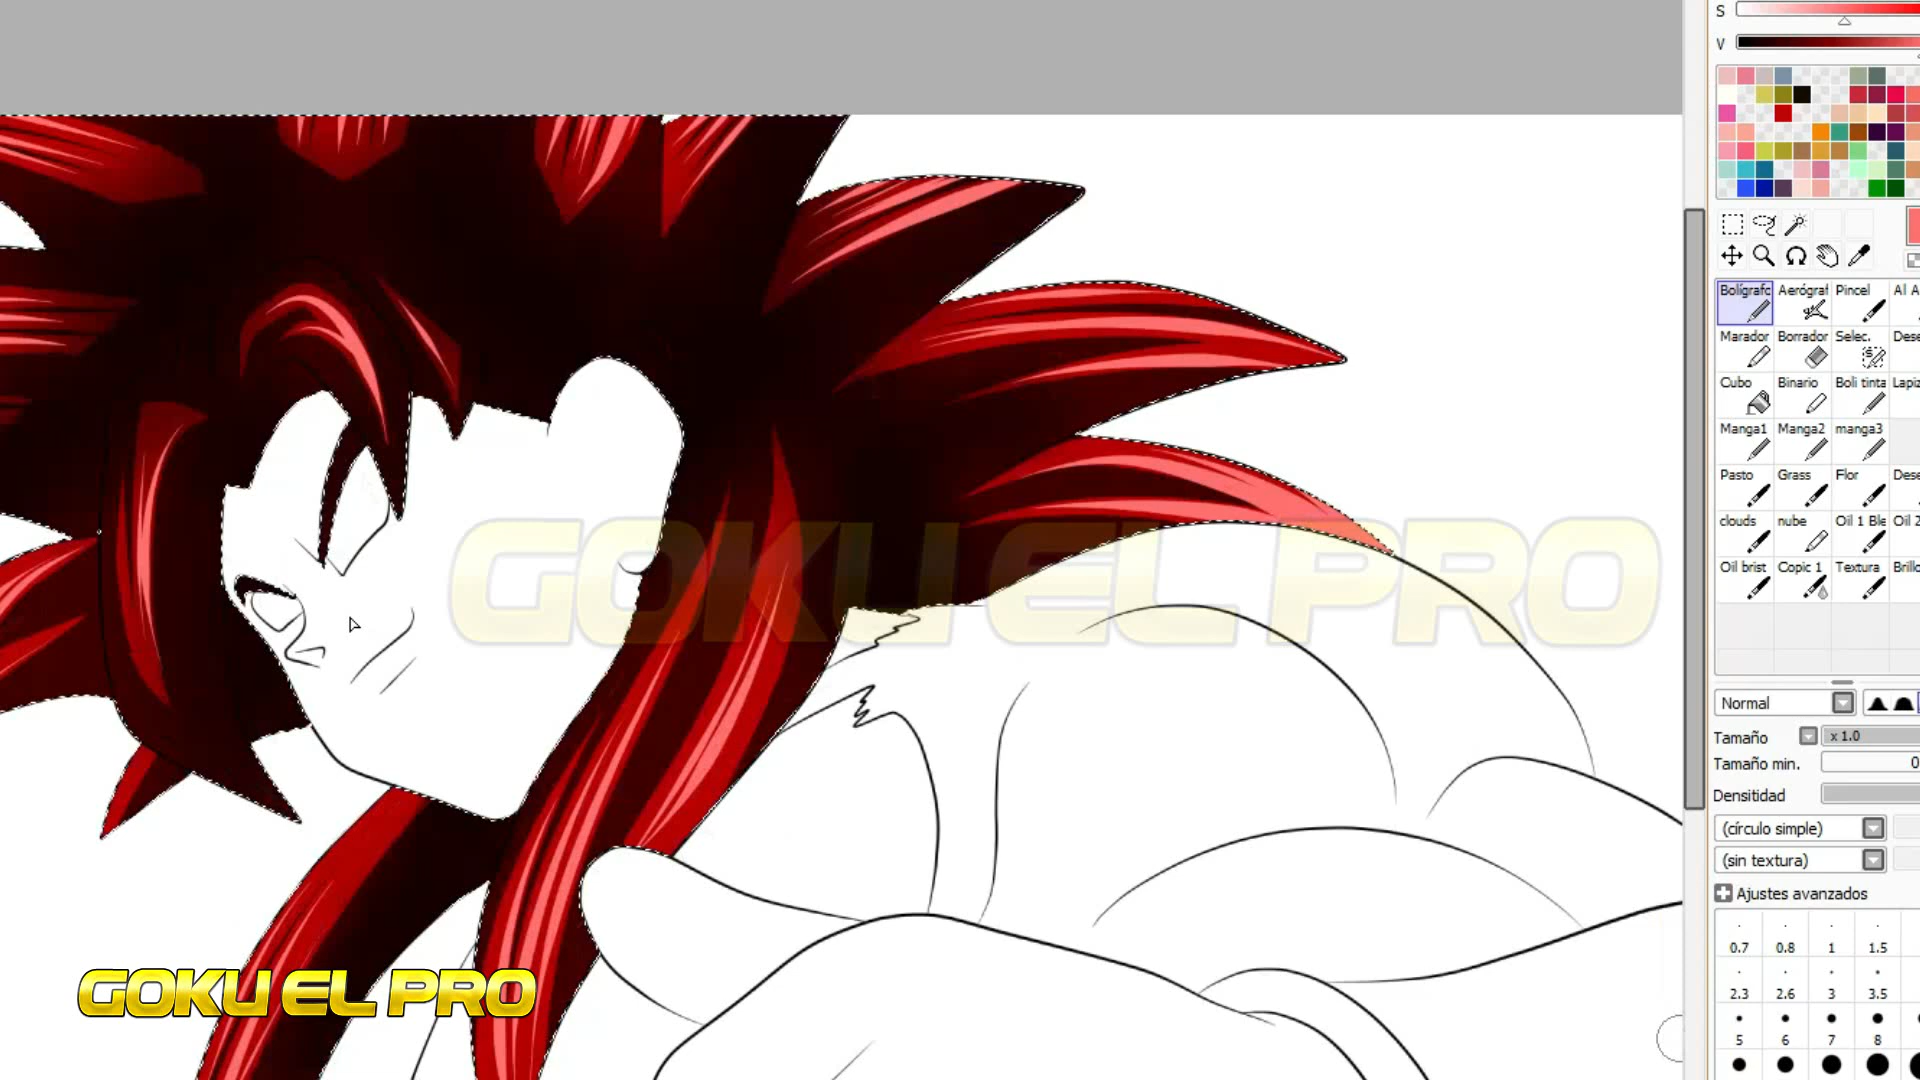 S
V
Bolígrafo Aerógraf Pincel Al A
Marador Borrador Selec. Dese
Cubo Binario Boli tinta Lapiz
Manga1 Manga2 manga3
Pasto Grass Flor Dese
clouds nube Oil 1 Ble Oil 2
Oil brist Copic 1 Textura Brillo
GOKU EL PRO
Normal
Tamaño x 1.0
Tamaño min. 0
Densitidad
(círculo simple)
(sin textura)
Ajustes avanzados
0.7 0.8 1 1.5
2.3 2.6 3 3.5
5 6 7 8
GOKU EL PRO